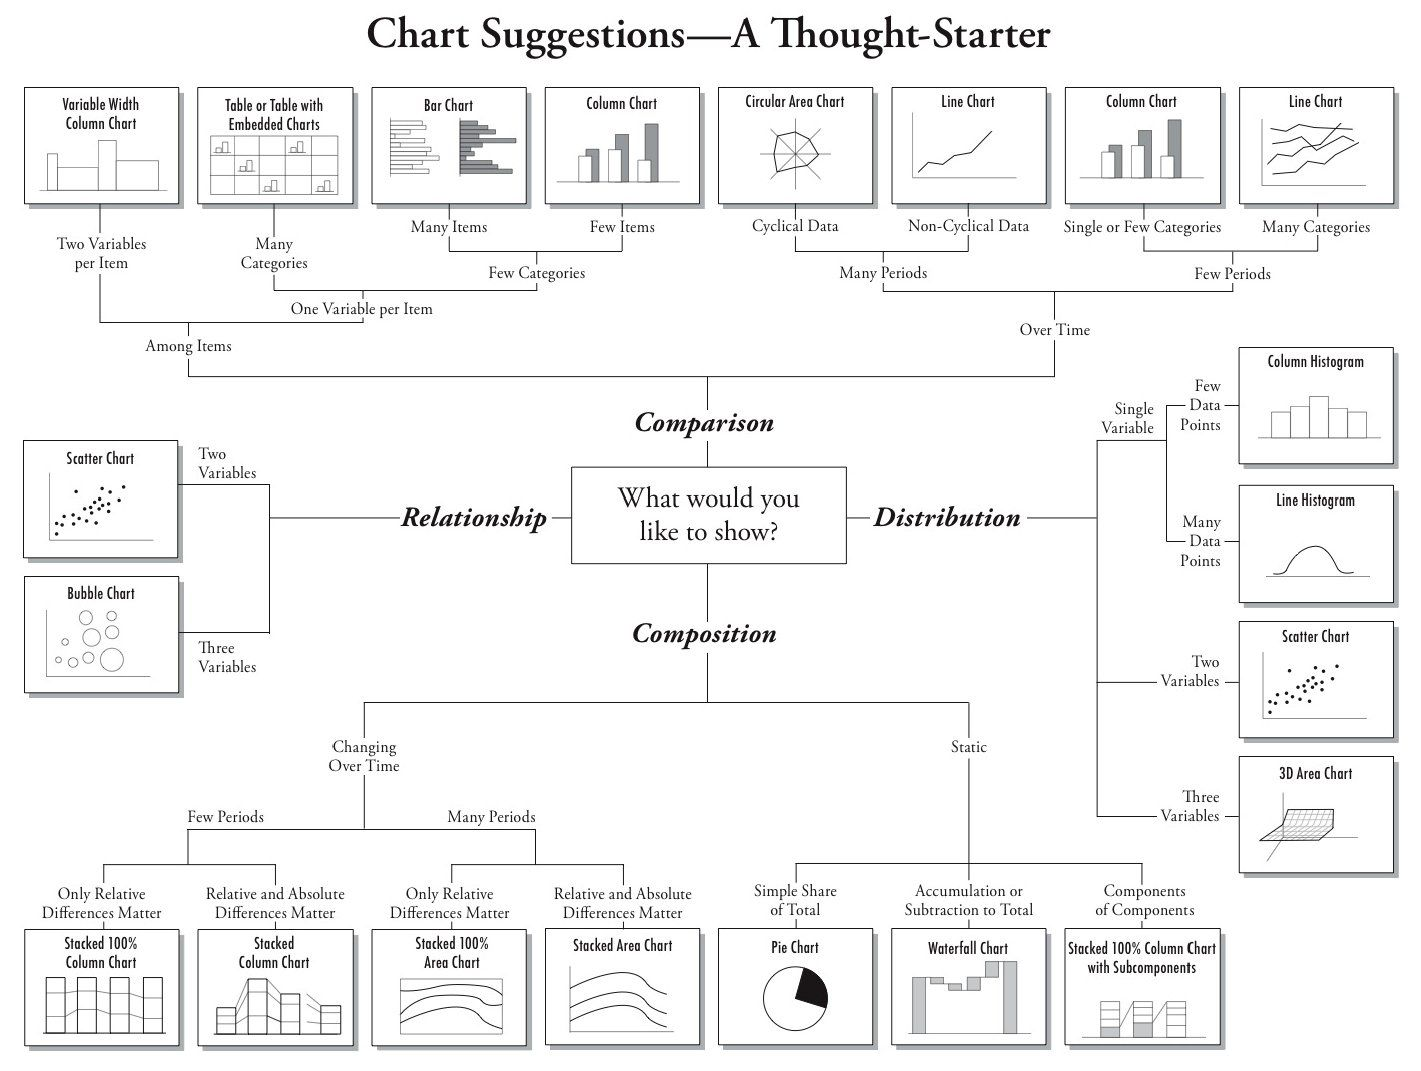 Chart Suggestions—A Thought-Starter
Variable Width
Column Chart
Table or Table with
Embedded Charts
Bar Chart
Column Chart
Circular Area Chart
Line Chart
Column Chart
Line Chart
Two Variables
per Item
Many
Categories
Many Items
Few Items
Cyclical Data
Non-Cyclical Data
Single or Few Categories
Many Categories
Few Categories
Many Periods
Few Periods
One Variable per Item
Among Items
Over Time
Comparison
What would you
like to show?
Relationship
Two
Variables
Scatter Chart
Bubble Chart
Three
Variables
Distribution
Single
Variable
Few
Data
Points
Column Histogram
Many
Data
Points
Line Histogram
Two
Variables
Scatter Chart
Three
Variables
3D Area Chart
Composition
Changing
Over Time
Static
Few Periods
Many Periods
Only Relative
Differences Matter
Relative and Absolute
Differences Matter
Only Relative
Differences Matter
Relative and Absolute
Differences Matter
Simple Share
of Total
Accumulation or
Subtraction to Total
Components
of Components
Stacked 100%
Column Chart
Stacked
Column Chart
Stacked 100%
Area Chart
Stacked Area Chart
Pie Chart
Waterfall Chart
Stacked 100% Column Chart
with Subcomponents